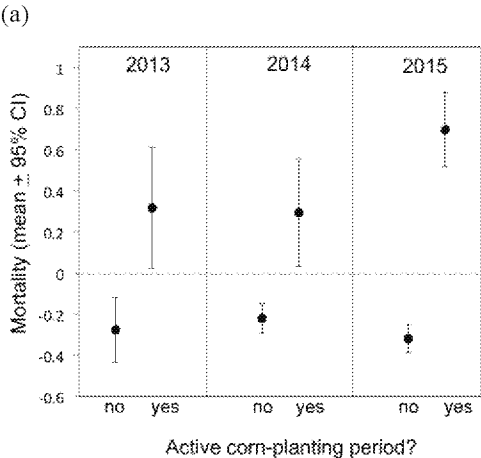 (a)
2013 2014 2015
Mortality (mean ± 95% CI)
1
0.8
0.6
0.4
0.2
0
-0.2
-0.4
-0.6
no yes no yes no yes
Active corn-planting period?